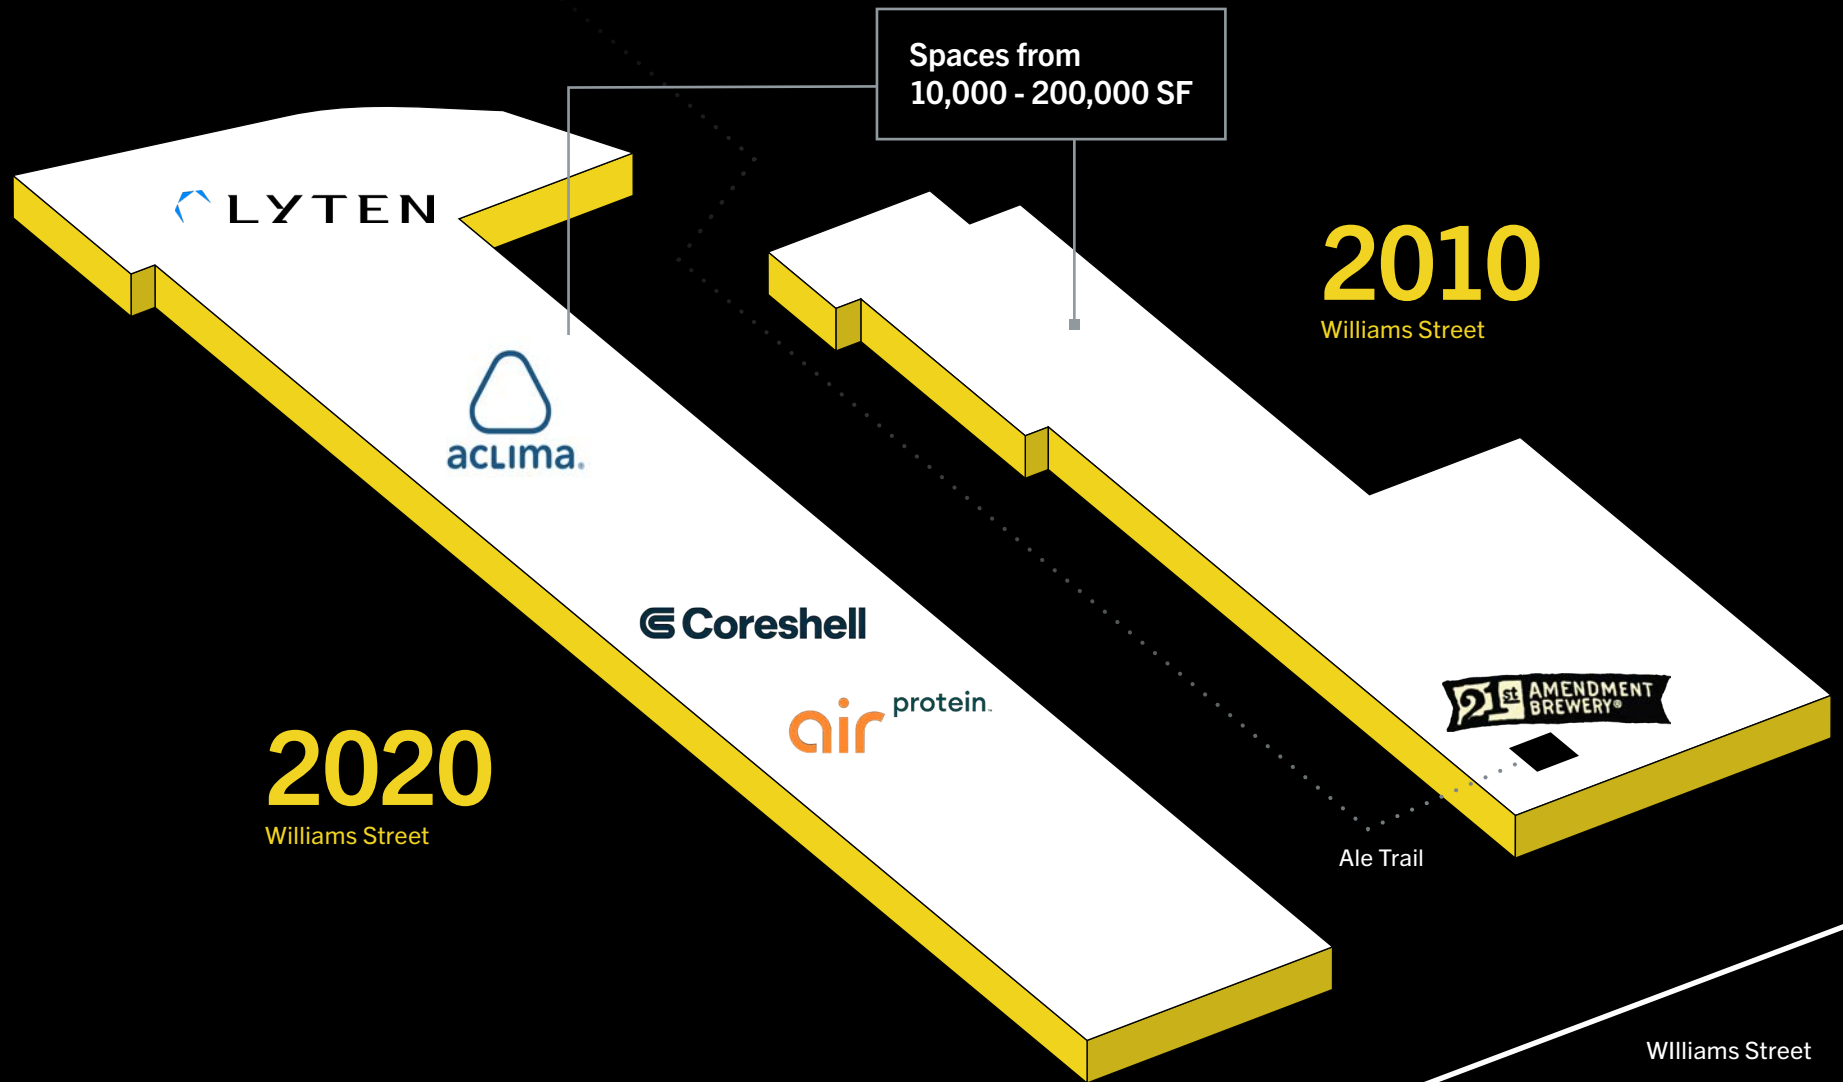 Spaces from
10,000 - 200,000 SF
LYTEN
2010
Williams Street
aclima®
Coreshell
air protein™
21st AMENDMENT
BREWERY®
2020
Williams Street
Ale Trail
WIlliams Street